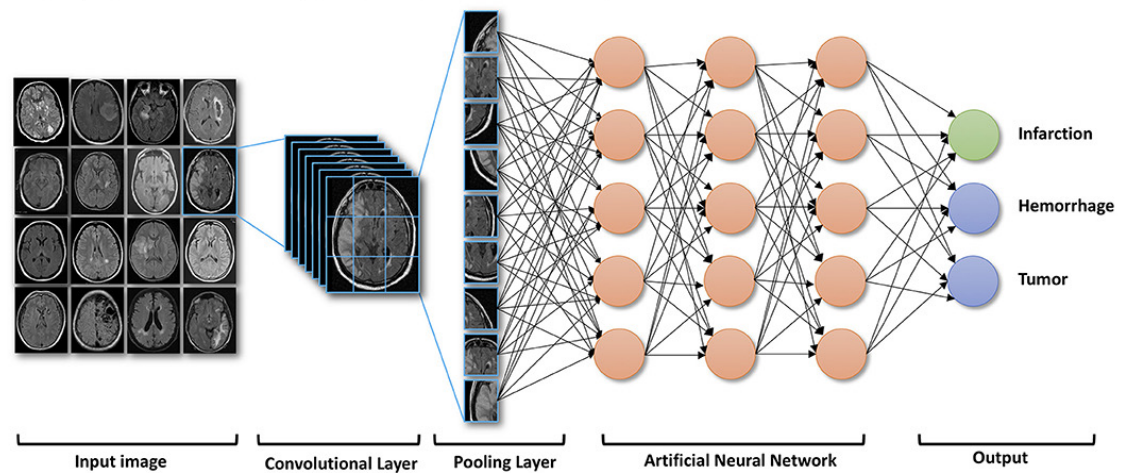 Infarction
Hemorrhage
Tumor
Input image
Convolutional Layer
Pooling Layer
Artificial Neural Network
Output